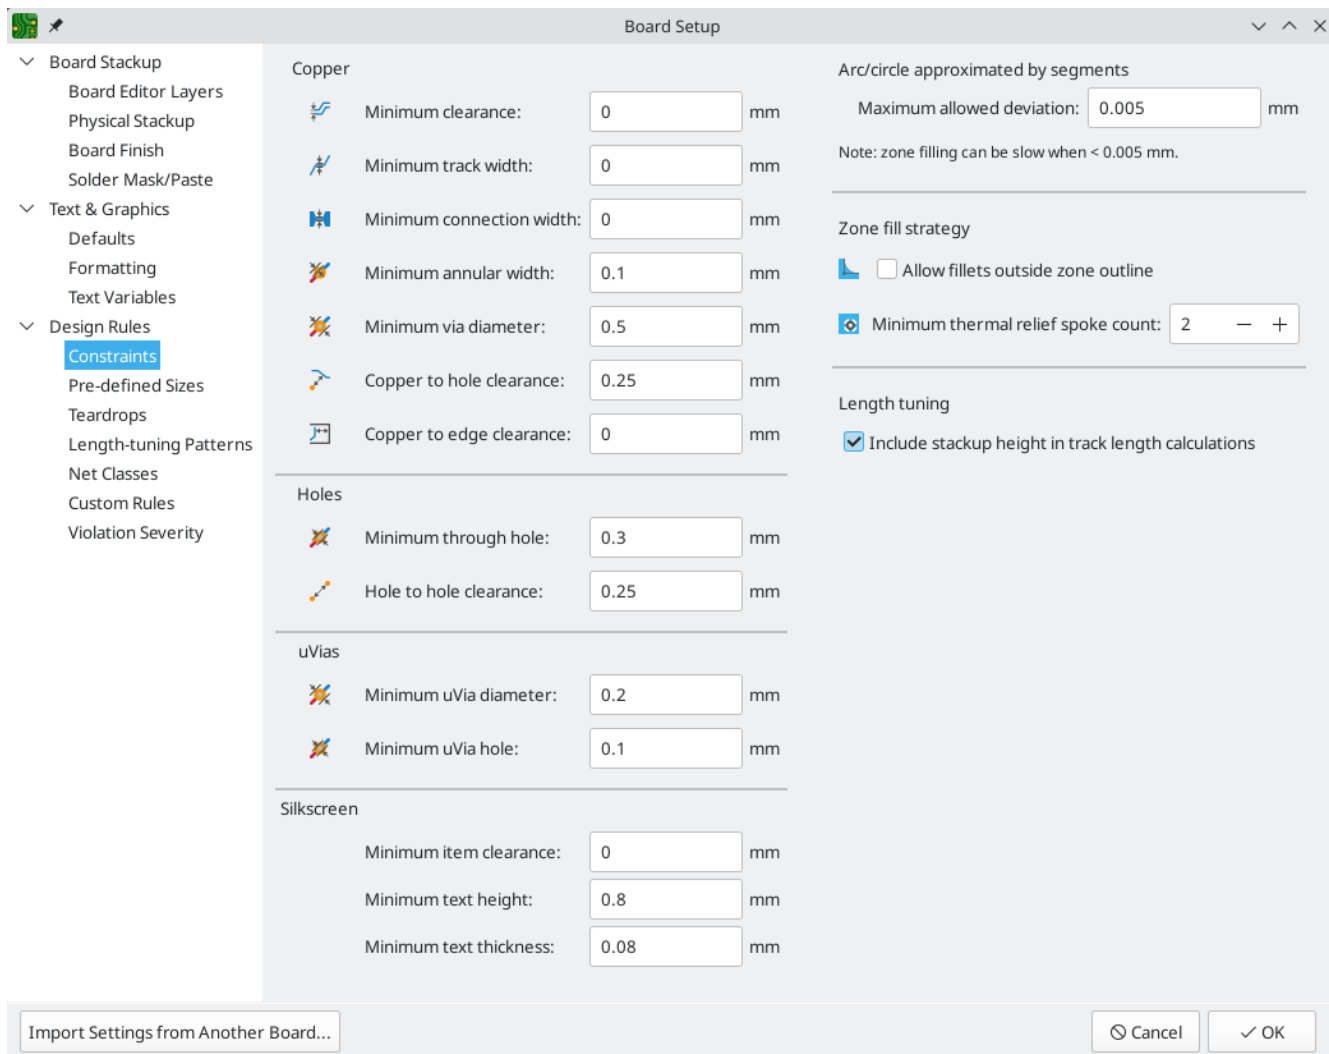 Board Setup
Board Stackup
Board Editor Layers
Physical Stackup
Board Finish
Solder Mask/Paste
Text & Graphics
Defaults
Formatting
Text Variables
Design Rules
Constraints
Pre-defined Sizes
Teardrops
Length-tuning Patterns
Net Classes
Custom Rules
Violation Severity
Copper
Minimum clearance: 0 mm
Minimum track width: 0 mm
Minimum connection width: 0 mm
Minimum annular width: 0.1 mm
Minimum via diameter: 0.5 mm
Copper to hole clearance: 0.25 mm
Copper to edge clearance: 0 mm
Holes
Minimum through hole: 0.3 mm
Hole to hole clearance: 0.25 mm
uVias
Minimum uVia diameter: 0.2 mm
Minimum uVia hole: 0.1 mm
Silkscreen
Minimum item clearance: 0 mm
Minimum text height: 0.8 mm
Minimum text thickness: 0.08 mm
Arc/circle approximated by segments
Maximum allowed deviation: 0.005 mm
Note: zone filling can be slow when < 0.005 mm.
Zone fill strategy
Allow fillets outside zone outline
Minimum thermal relief spoke count: 2
Length tuning
Include stackup height in track length calculations
Import Settings from Another Board...
Cancel
OK